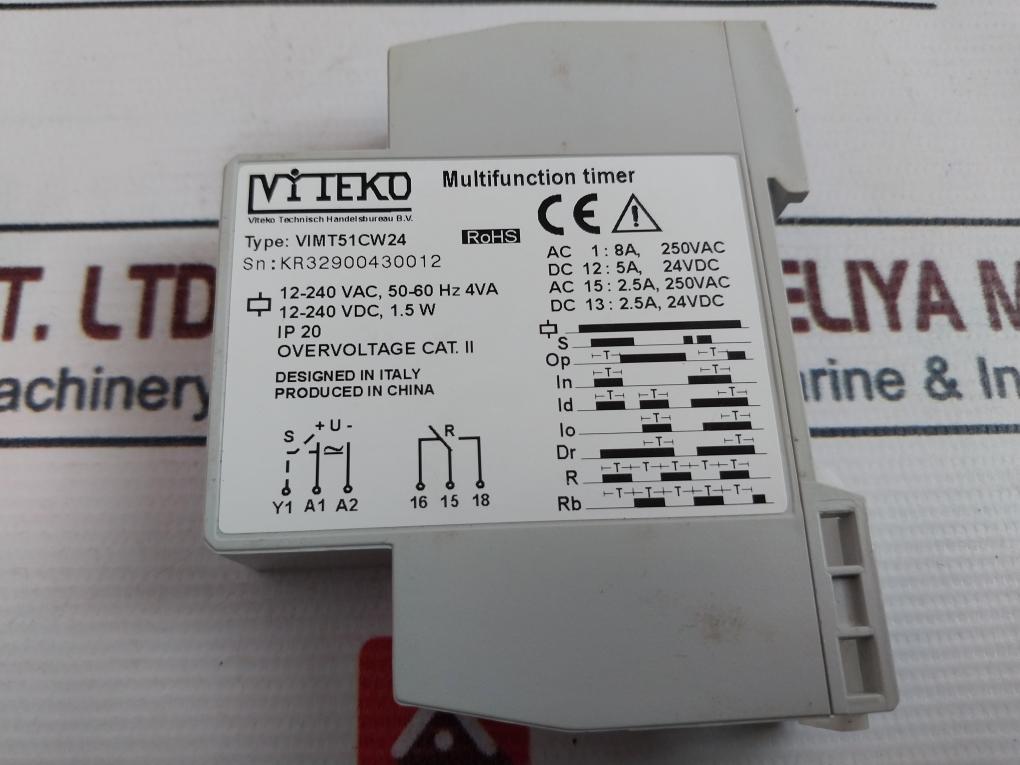 VITEKO
Viteko Technisch Handelsbureau B.V.
Multifunction timer
Type: VIMT51CW24
RoHS
Sn:KR32900430012
CE
12-240 VAC, 50-60 Hz 4VA
12-240 VDC, 1.5 W
IP 20
OVERVOLTAGE CAT. II
DESIGNED IN ITALY
PRODUCED IN CHINA
AC 1 : 8A, 250VAC
DC 12 : 5A, 24VDC
AC 15 : 2.5A, 250VAC
DC 13 : 2.5A, 24VDC
S
Op T T
In T T
Id T T T
Io T T
Dr T T
R T T T T T
Rb T T T T T
S + U -
Y1 A1 A2
R
16 15 18
T. LTD
ELIYA M
achinery
rine & In